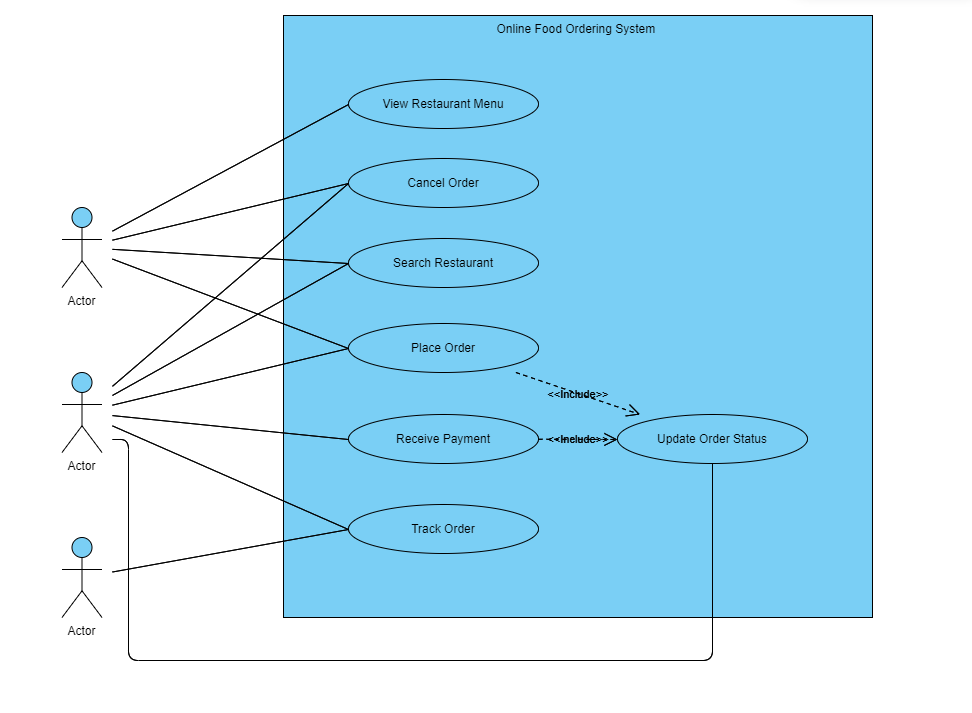 Online Food Ordering System
View Restaurant Menu
Cancel Order
Search Restaurant
Actor
Place Order
<<Include>>
Receive Payment
<<Include>>
Update Order Status
Actor
Track Order
Actor